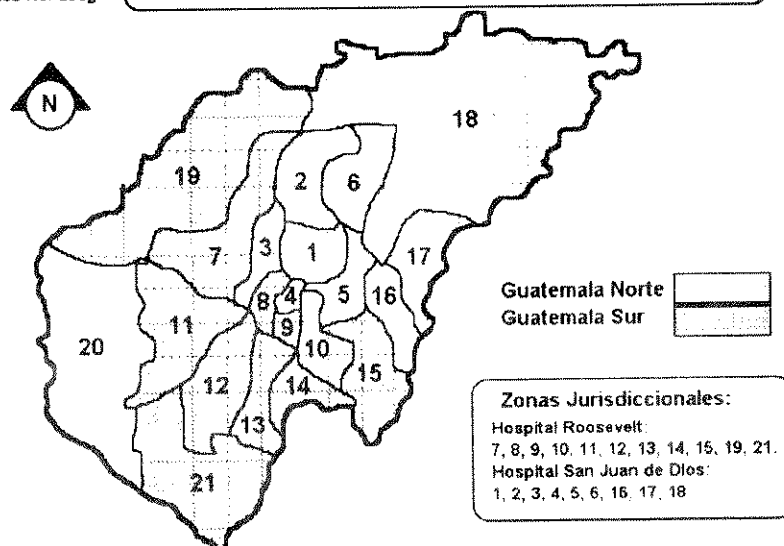 N
18
19
2
6
7
3
1
17
8
4
5
16
Guatemala Norte
Guatemala Sur
11
9
20
10
12
15
14
13
21
Zonas Jurisdiccionales:
Hospital Roosevelt:
7, 8, 9, 10, 11, 12, 13, 14, 15, 19, 21.
Hospital San Juan de Dios:
1, 2, 3, 4, 5, 6, 16, 17, 18